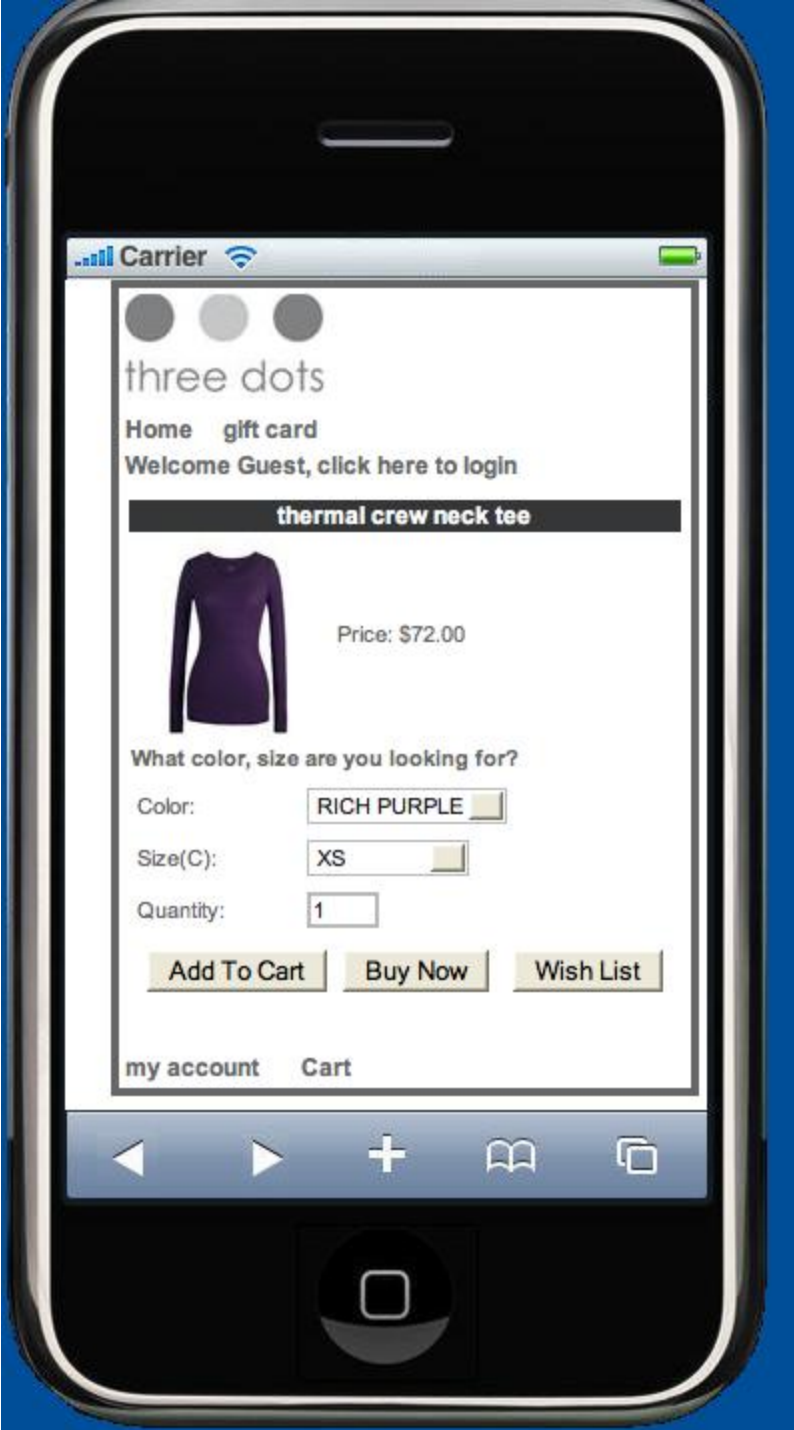 Carrier
three dots
Home gift card
Welcome Guest, click here to login
thermal crew neck tee
Price: $72.00
What color, size are you looking for?
Color: RICH PURPLE
Size(C): XS
Quantity: 1
Add To Cart Buy Now Wish List
my account Cart